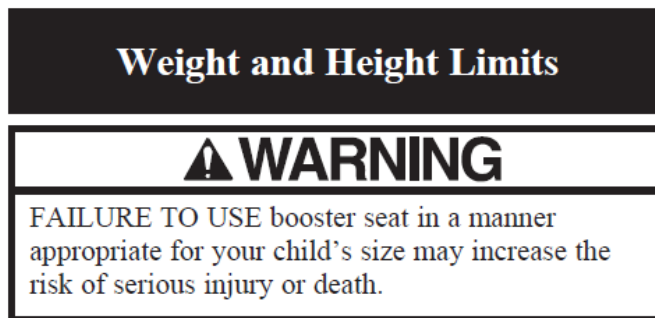 Weight and Height Limits
WARNING
FAILURE TO USE booster seat in a manner
appropriate for your child's size may increase the
risk of serious injury or death.